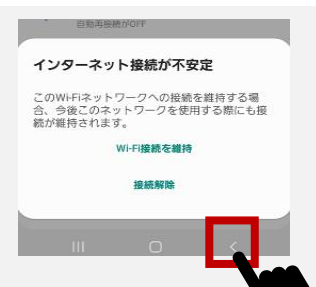 自動再接続がOFF
インターネット接続が不安定
このWi-Fiネットワークへの接続を維持する場
合、今後このネットワークを使用する際にも接
続が維持されます。
Wi-Fi接続を維持
接続解除